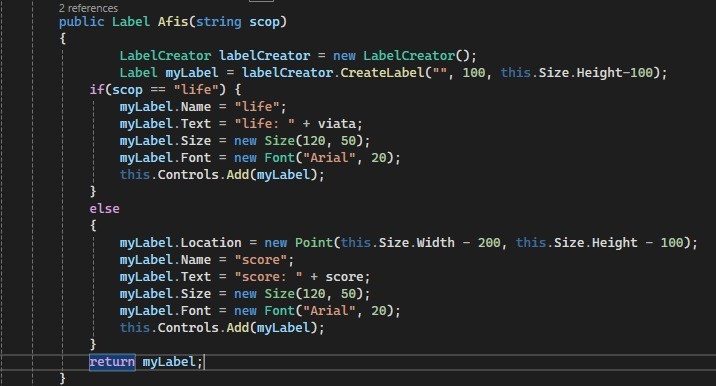 2 references
public Label Afis(string scop)
{
LabelCreator labelCreator = new LabelCreator();
Label myLabel = labelCreator.CreateLabel("", 100, this.Size.Height-100);
if(scop == "life") {
myLabel.Name = "life";
myLabel.Text = "life: " + viata;
myLabel.Size = new Size(120, 50);
myLabel.Font = new Font("Arial", 20);
this.Controls.Add(myLabel);
}
else
{
myLabel.Location = new Point(this.Size.Width - 200, this.Size.Height - 100);
myLabel.Name = "score";
myLabel.Text = "score: " + score;
myLabel.Size = new Size(120, 50);
myLabel.Font = new Font("Arial", 20);
this.Controls.Add(myLabel);
}
return myLabel;
}